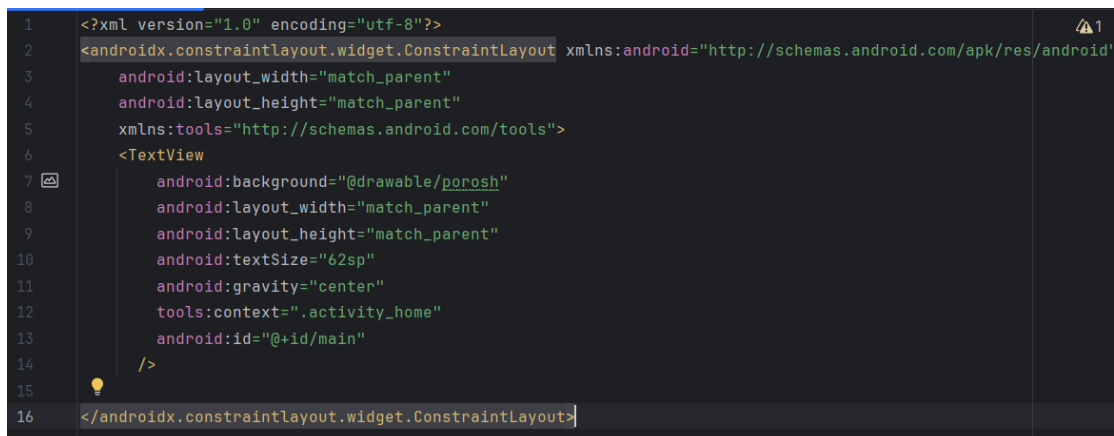 1 <?xml version="1.0" encoding="utf-8"?> 1
2 <androidx.constraintlayout.widget.ConstraintLayout xmlns:android="http://schemas.android.com/apk/res/android"
3 android:layout_width="match_parent"
4 android:layout_height="match_parent"
5 xmlns:tools="http://schemas.android.com/tools">
6 <TextView
7 android:background="@drawable/porosh"
8 android:layout_width="match_parent"
9 android:layout_height="match_parent"
10 android:textSize="62sp"
11 android:gravity="center"
12 tools:context=".activity_home"
13 android:id="@+id/main"
14 />
15
16 </androidx.constraintlayout.widget.ConstraintLayout>